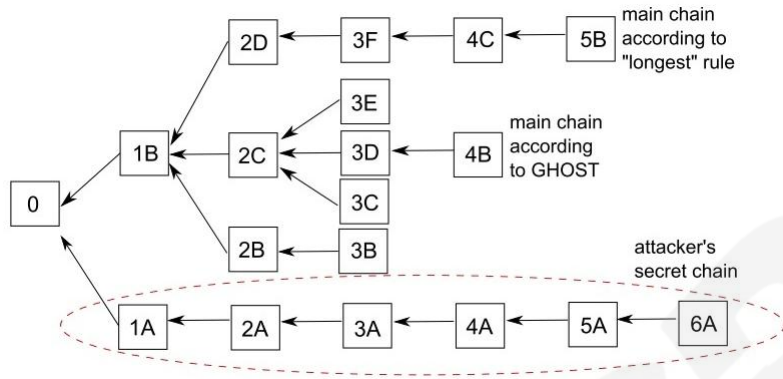 2D
3F
4C
5B
main chain
according to
"longest" rule
3E
1B
2C
3D
4B
main chain
according
to GHOST
0
3C
2B
3B
attacker's
secret chain
1A
2A
3A
4A
5A
6A